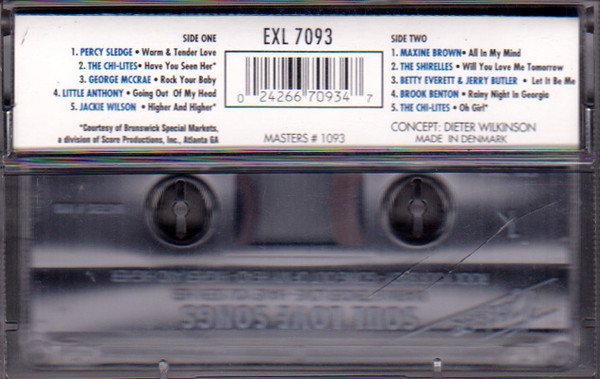 SIDE ONE
1. PERCY SLEDGE • Warm & Tender Love
2. THE CHI-LITES • Have You Seen Her*
3. GEORGE MCCRAE • Rock Your Baby
4. LITTLE ANTHONY • Going Out Of My Head
5. JACKIE WILSON • Higher And Higher*
*Courtesy of Brunswick Special Markets,
a division of Score Productions, Inc., Atlanta GA
EXL 7093
0 24266 70934 7
MASTERS # 1093
SIDE TWO
1. MAXINE BROWN • All In My Mind
2. THE SHIRELLES • Will You Love Me Tomorrow
3. BETTY EVERETT & JERRY BUTLER • Let It Be Me
4. BROOK BENTON • Rainy Night In Georgia
5. THE CHI-LITES • Oh Girl*
CONCEPT: DIETER WILKINSON
MADE IN DENMARK
SOUL LOVE SONGS